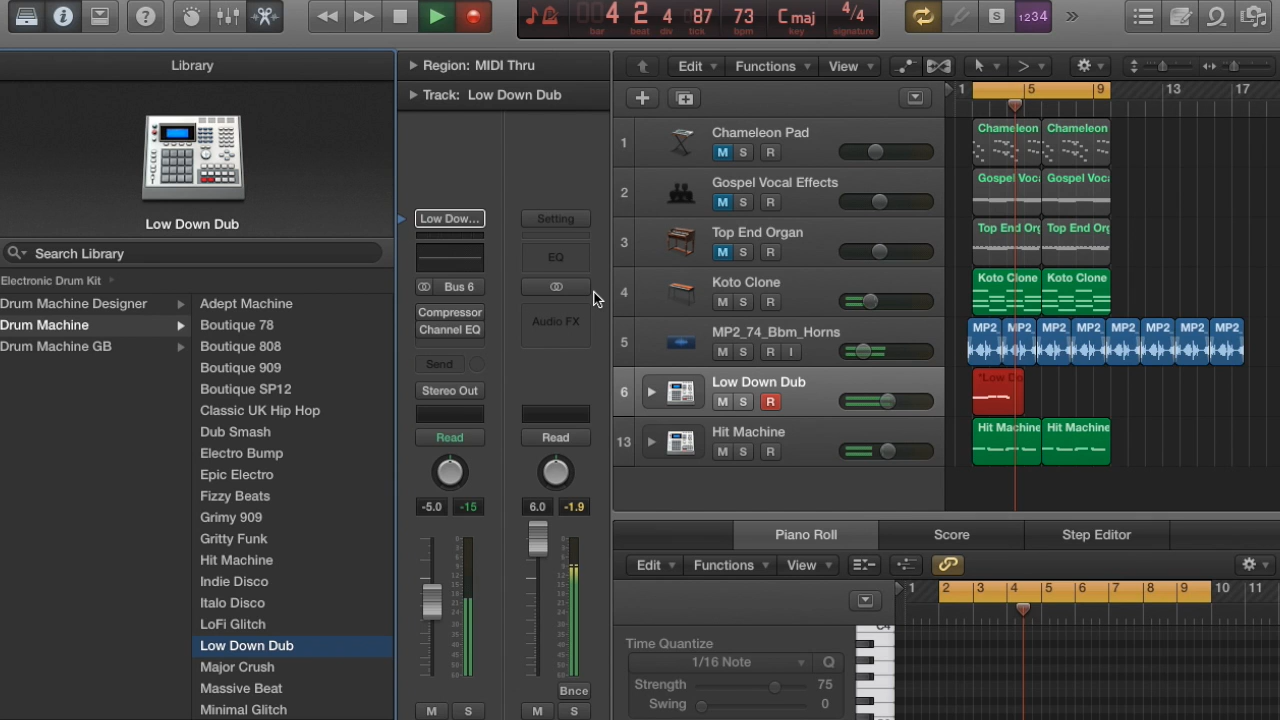 4 2 4 87 73 C maj 4/4
bar beat div tick bpm key signature
S 1234
Library
Low Down Dub
Search Library
Electronic Drum Kit
Drum Machine Designer
Drum Machine
Drum Machine GB
Adept Machine
Boutique 78
Boutique 808
Boutique 909
Boutique SP12
Classic UK Hip Hop
Dub Smash
Electro Bump
Epic Electro
Fizzy Beats
Grimy 909
Gritty Funk
Hit Machine
Indie Disco
Italo Disco
LoFi Glitch
Low Down Dub
Major Crush
Massive Beat
Minimal Glitch
Region: MIDI Thru
Track: Low Down Dub
Low Dow...
Setting
EQ
Bus 6
Compressor
Channel EQ
Audio FX
Send
Stereo Out
Read
Read
-5.0 -15
6.0 -1.9
Bnce
M S
M S
Edit Functions View
1 5 9 13 17
1 Chameleon Pad
M S R
2 Gospel Vocal Effects
M S R
3 Top End Organ
M S R
4 Koto Clone
M S R
5 MP2_74_Bbm_Horns
M S R I
6 Low Down Dub
M S R
13 Hit Machine
M S R
Chameleon Chameleon
Gospel Voca Gospel Voca
Top End Org Top End Org
Koto Clone Koto Clone
MP2 MP2 MP2 MP2 MP2 MP2 MP2 MP2
*Low Do
Hit Machine Hit Machine
Piano Roll Score Step Editor
Edit Functions View
1 2 3 4 5 6 7 8 9 10 11
Time Quantize
1/16 Note Q
Strength 75
Swing 0
C4